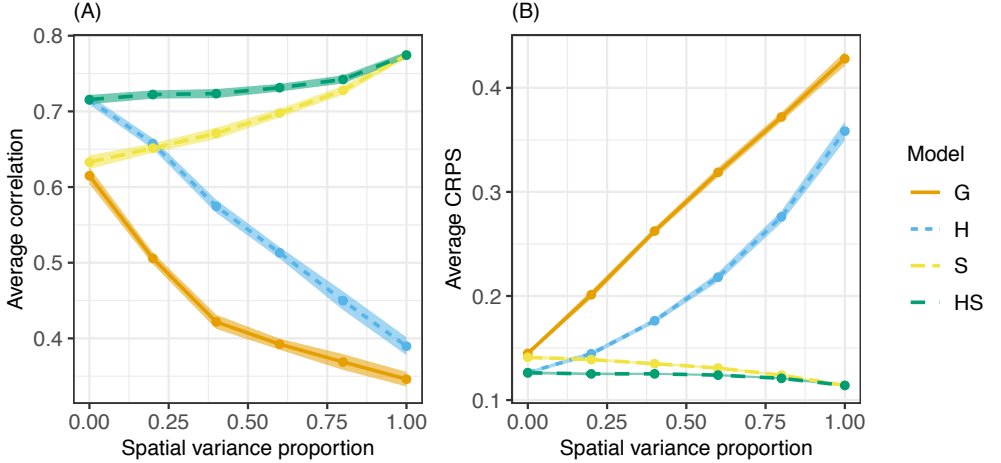 (A)
Average correlation
0.8
0.7
0.6
0.5
0.4
0.00 0.25 0.50 0.75 1.00
Spatial variance proportion
(B)
Average CRPS
0.4
0.3
0.2
0.1
0.00 0.25 0.50 0.75 1.00
Spatial variance proportion
Model
G
H
S
HS